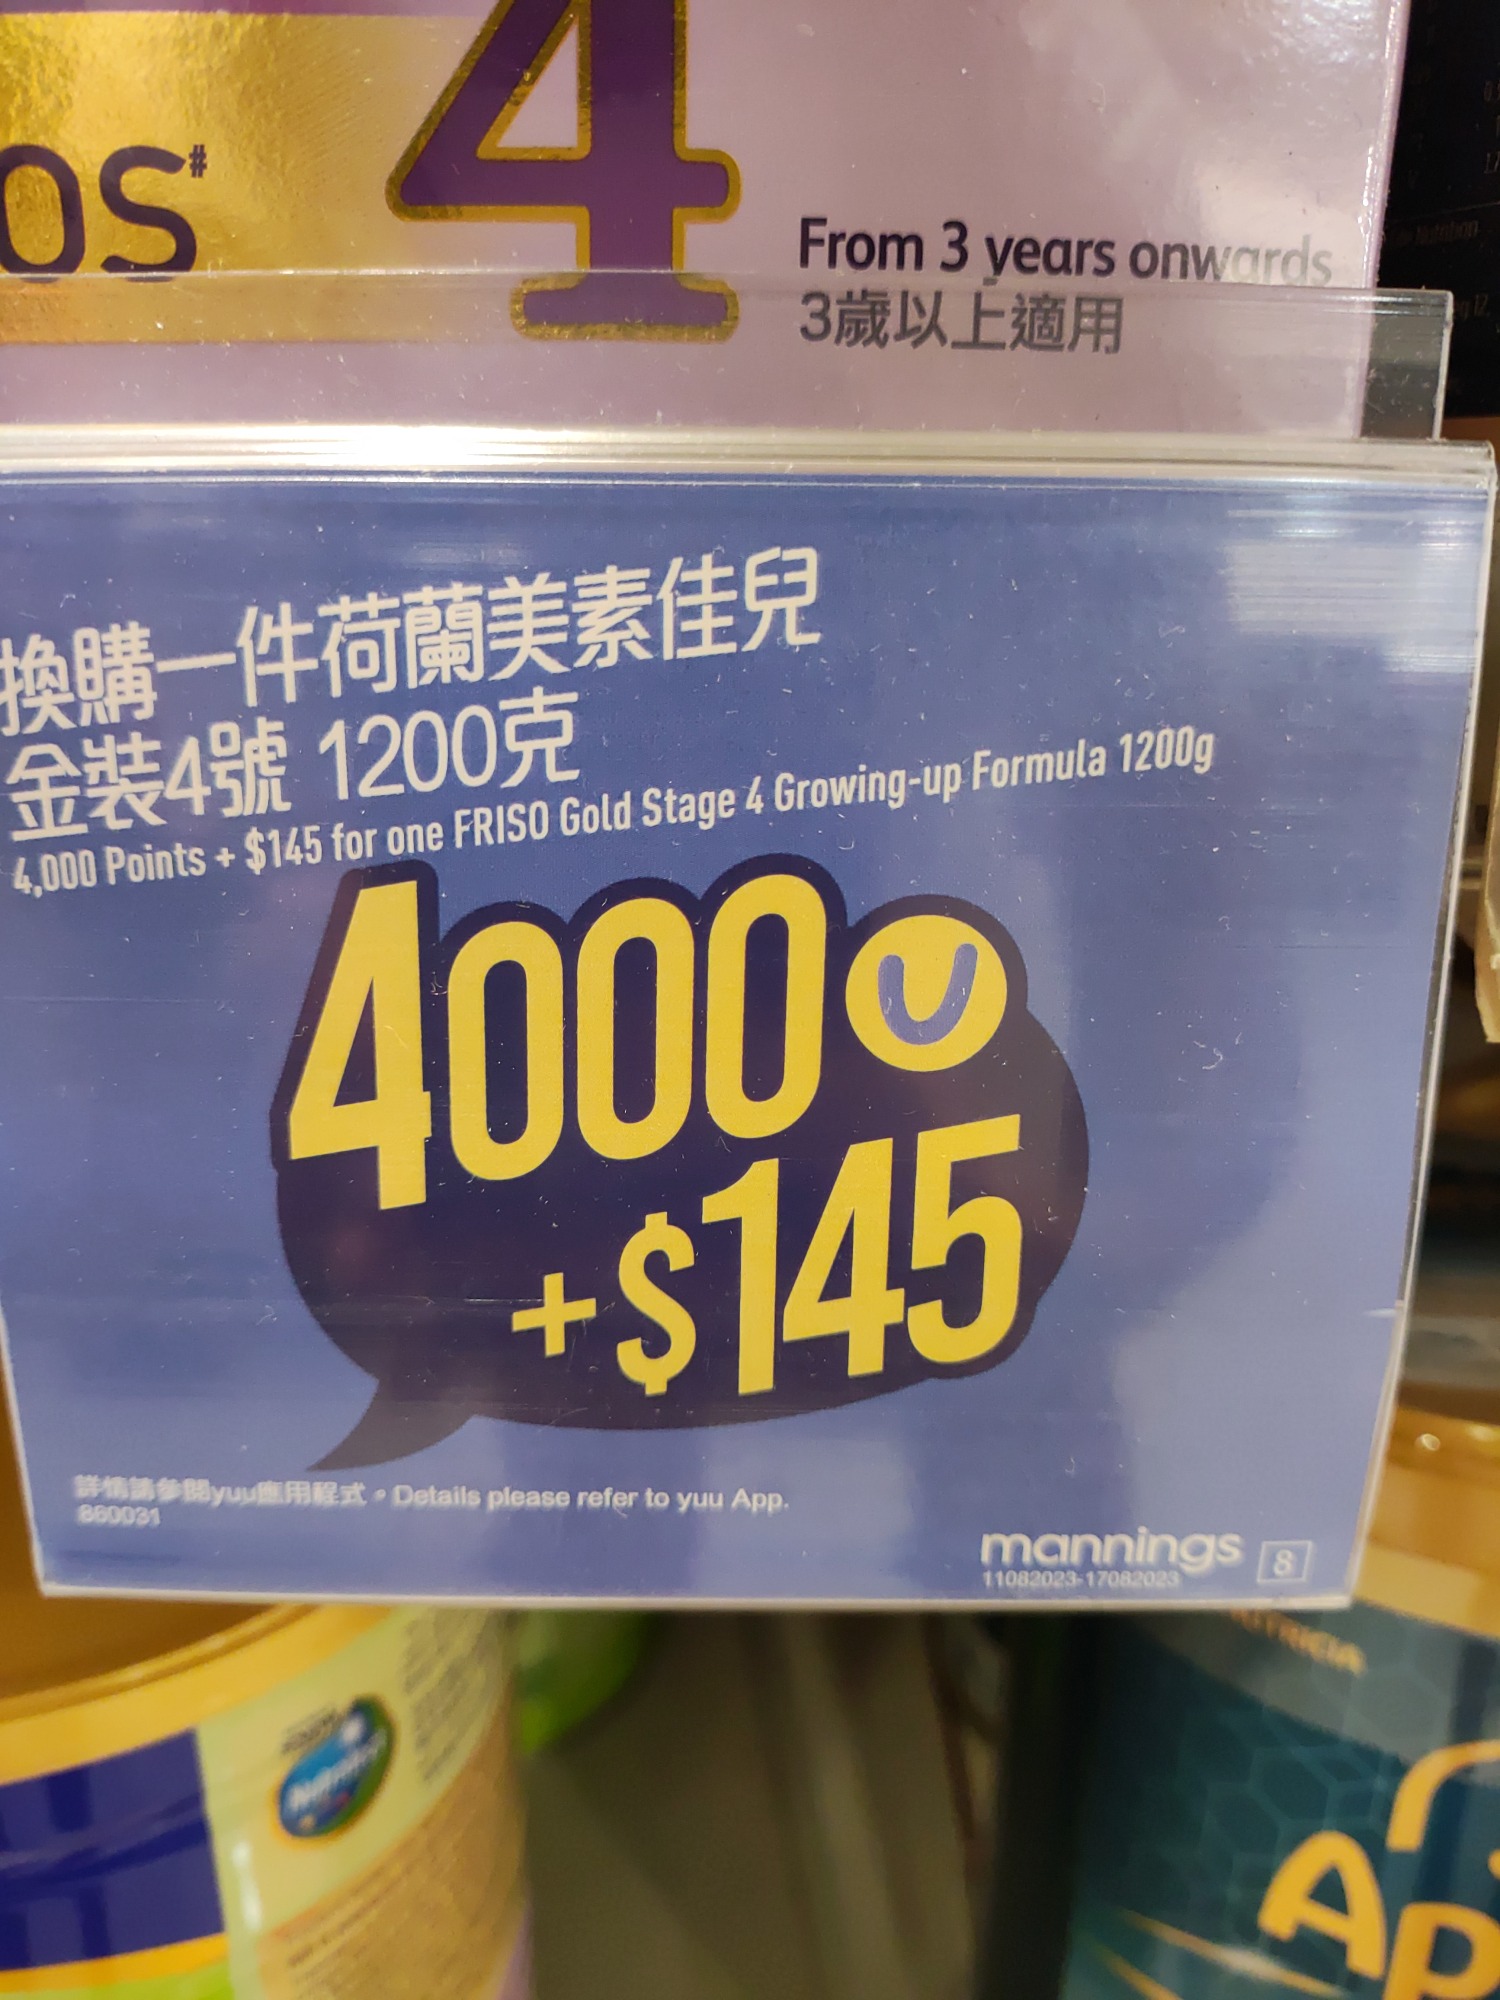 OS#
4
From 3 years onwards
3歲以上適用
換購一件荷蘭美素佳兒
金裝4號 1200克
4,000 Points + $145 for one FRISO Gold Stage 4 Growing-up Formula 1200g
4000 U
+$145
詳情請參閱yuu應用程式。Details please refer to yuu App.
860031
mannings 8
11082023-17082023
NUTRICIA
Ap